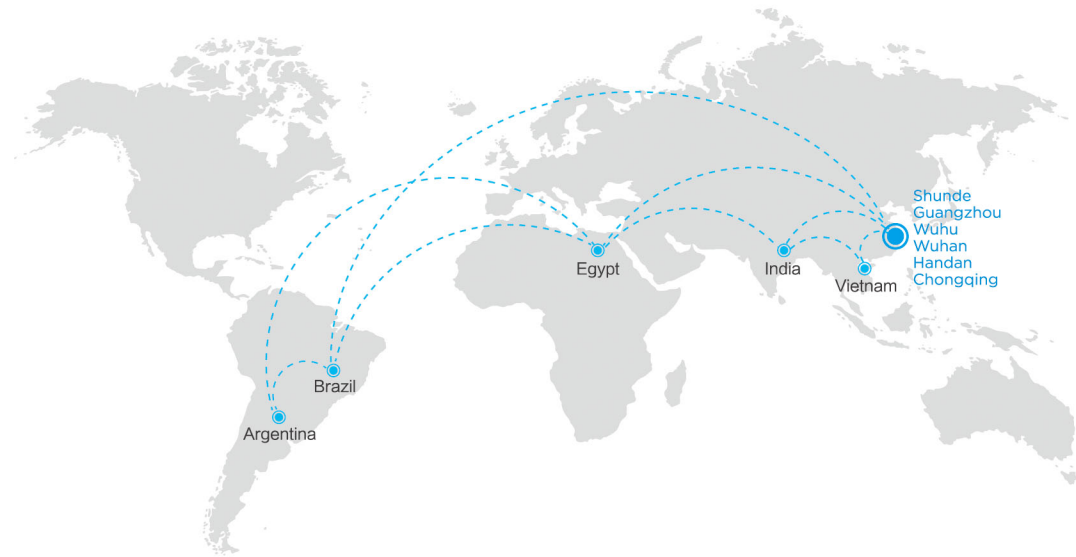 Shunde
Guangzhou
Wuhu
Wuhan
Handan
Chongqing
Egypt
India
Vietnam
Brazil
Argentina